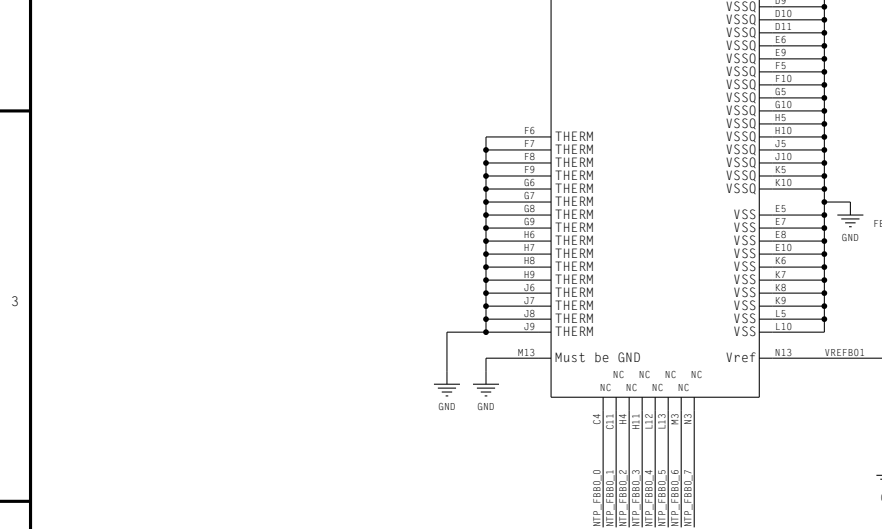 VSSQ D9
VSSQ D10
VSSQ D11
VSSQ E6
VSSQ E9
VSSQ F5
VSSQ F10
VSSQ G5
VSSQ G10
VSSQ H5
F6 THERM VSSQ H10
F7 THERM VSSQ J5
F8 THERM VSSQ J10
F9 THERM VSSQ K5
G6 THERM VSSQ K10
G7 THERM
G8 THERM VSS E5
G9 THERM VSS E7
H6 THERM VSS E8
H7 THERM VSS E10
H8 THERM VSS K6
H9 THERM VSS K7
J6 THERM VSS K8
J7 THERM VSS K9
J8 THERM VSS L5
J9 THERM VSS L10
GND
3
M13 Must be GND Vref N13 VREFB01
NC NC NC NC
NC NC NC NC
GND GND
C4
C11
H4
H11
L12
L13
M3
N3
NTP_FBB0_0
NTP_FBB0_1
NTP_FBB0_2
NTP_FBB0_3
NTP_FBB0_4
NTP_FBB0_5
NTP_FBB0_6
NTP_FBB0_7